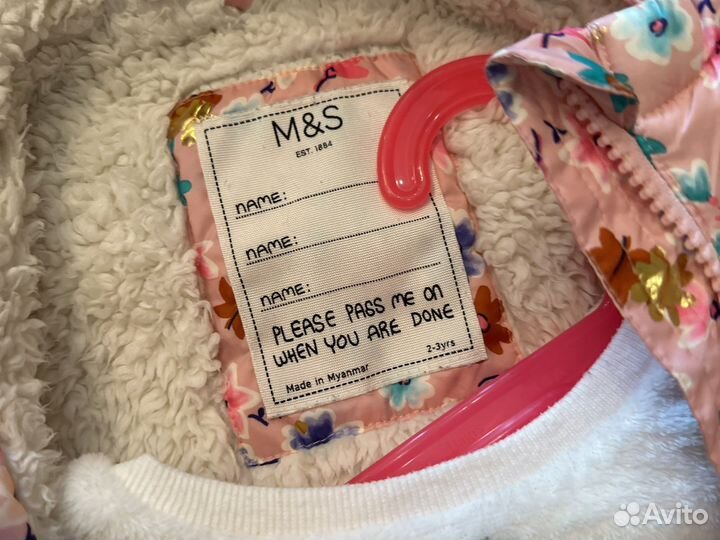 M&S
EST. 1884
NAME:
NAME:
NAME:
PLEASE PASS ME ON
WHEN YOU ARE DONE
2-3yrs
Made in Myanmar
Avito